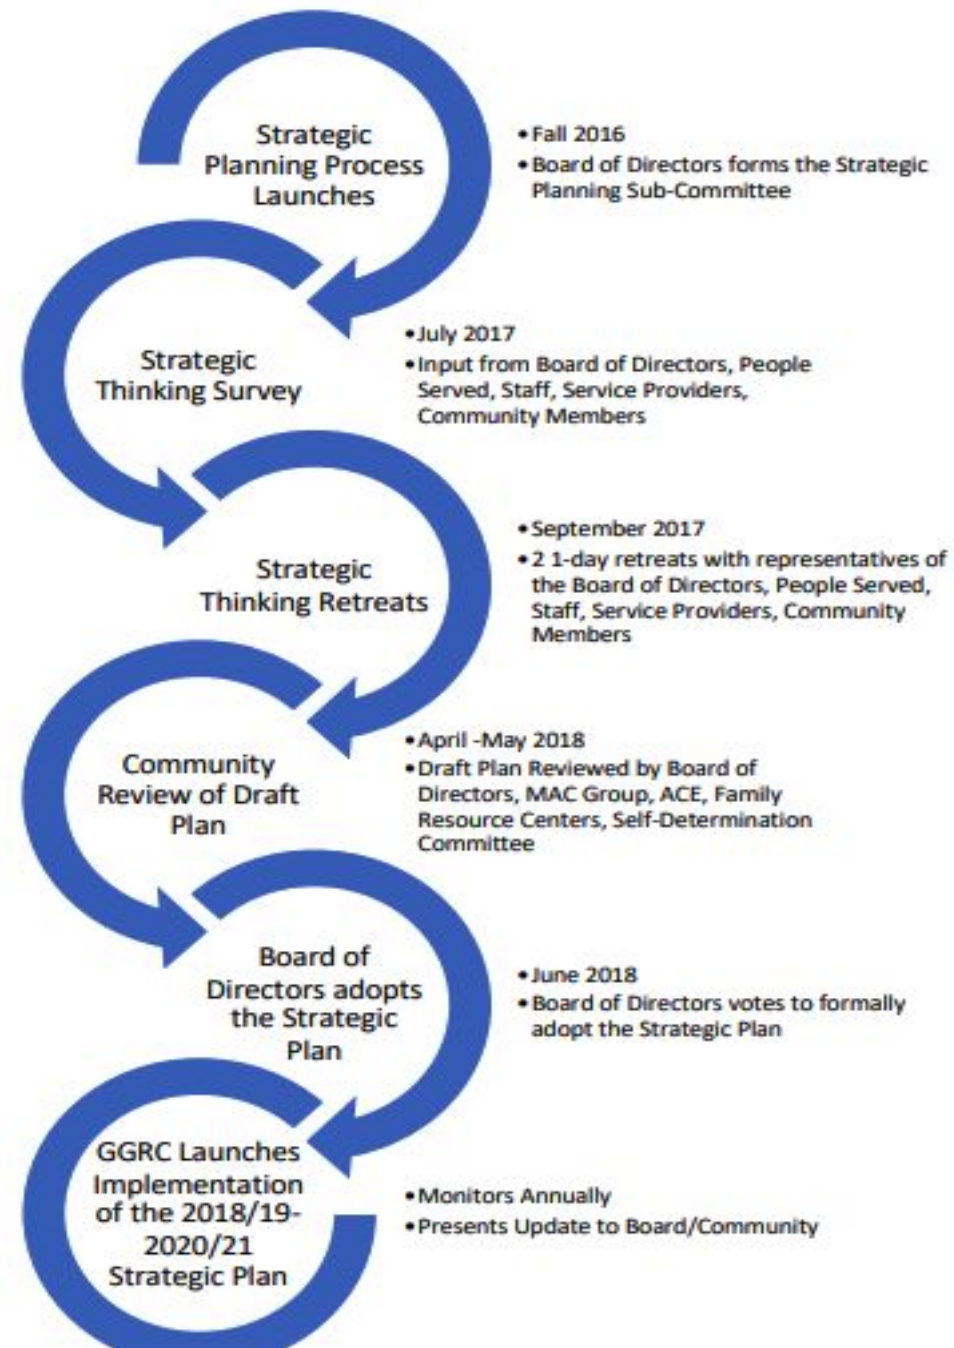 Strategic
Planning Process
Launches
•Fall 2016
•Board of Directors forms the Strategic
Planning Sub-Committee
Strategic
Thinking Survey
•July 2017
•Input from Board of Directors, People
Served, Staff, Service Providers,
Community Members
Strategic
Thinking Retreats
•September 2017
•2 1-day retreats with representatives of
the Board of Directors, People Served,
Staff, Service Providers, Community
Members
Community
Review of Draft
Plan
•April -May 2018
•Draft Plan Reviewed by Board of
Directors, MAC Group, ACE, Family
Resource Centers, Self-Determination
Committee
Board of
Directors adopts
the Strategic
Plan
•June 2018
•Board of Directors votes to formally
adopt the Strategic Plan
GGRC Launches
Implementation
of the 2018/19-
2020/21
Strategic Plan
•Monitors Annually
•Presents Update to Board/Community